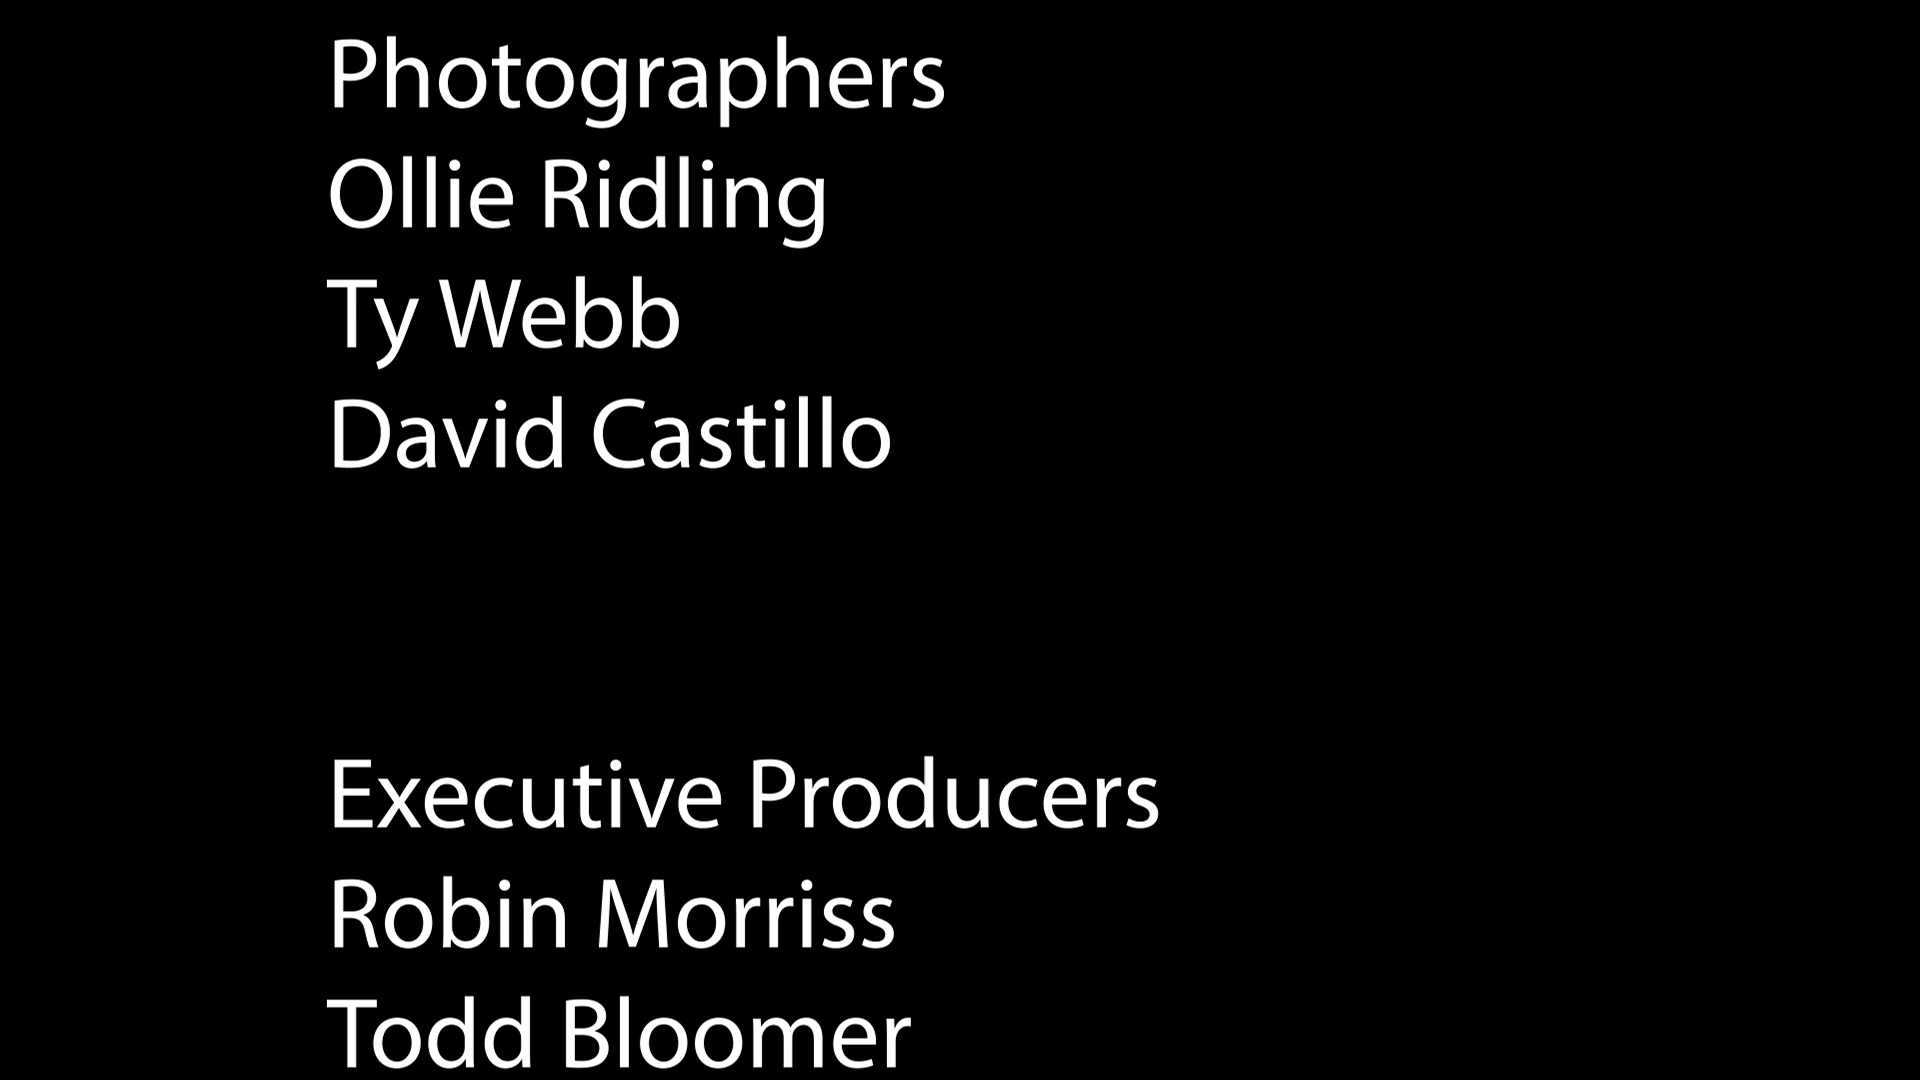 Photographers
Ollie Ridling
Ty Webb
David Castillo
Executive Producers
Robin Morriss
Todd Bloomer